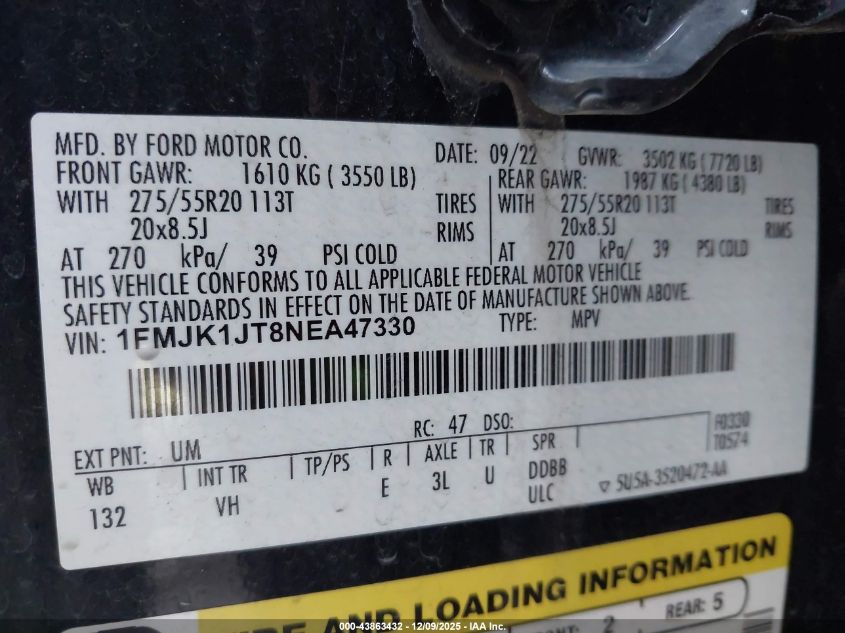 MFD. BY FORD MOTOR CO. DATE: 09/22 GVWR: 3502 KG ( 7720 LB)
FRONT GAWR: 1610 KG ( 3550 LB) REAR GAWR: 1987 KG ( 4380 LB)
WITH 275/55R20 113T TIRES WITH 275/55R20 113T TIRES
20x8.5J RIMS 20x8.5J RIMS
AT 270 kPa/ 39 PSI COLD AT 270 kPa/ 39 PSI COLD
THIS VEHICLE CONFORMS TO ALL APPLICABLE FEDERAL MOTOR VEHICLE
SAFETY STANDARDS IN EFFECT ON THE DATE OF MANUFACTURE SHOWN ABOVE.
VIN: 1FMJK1JT8NEA47330 TYPE: MPV
F0330
EXT PNT: UM RC: 47 DSO: T0574
WB INT TR TP/PS R AXLE TR SPR
132 VH E 3L U DDBB
ULC ▽ 5U5A-3520472-AA
AND LOADING INFORMATION
2 REAR: 5
000-43863432 - 12/09/2025 - IAA Inc.